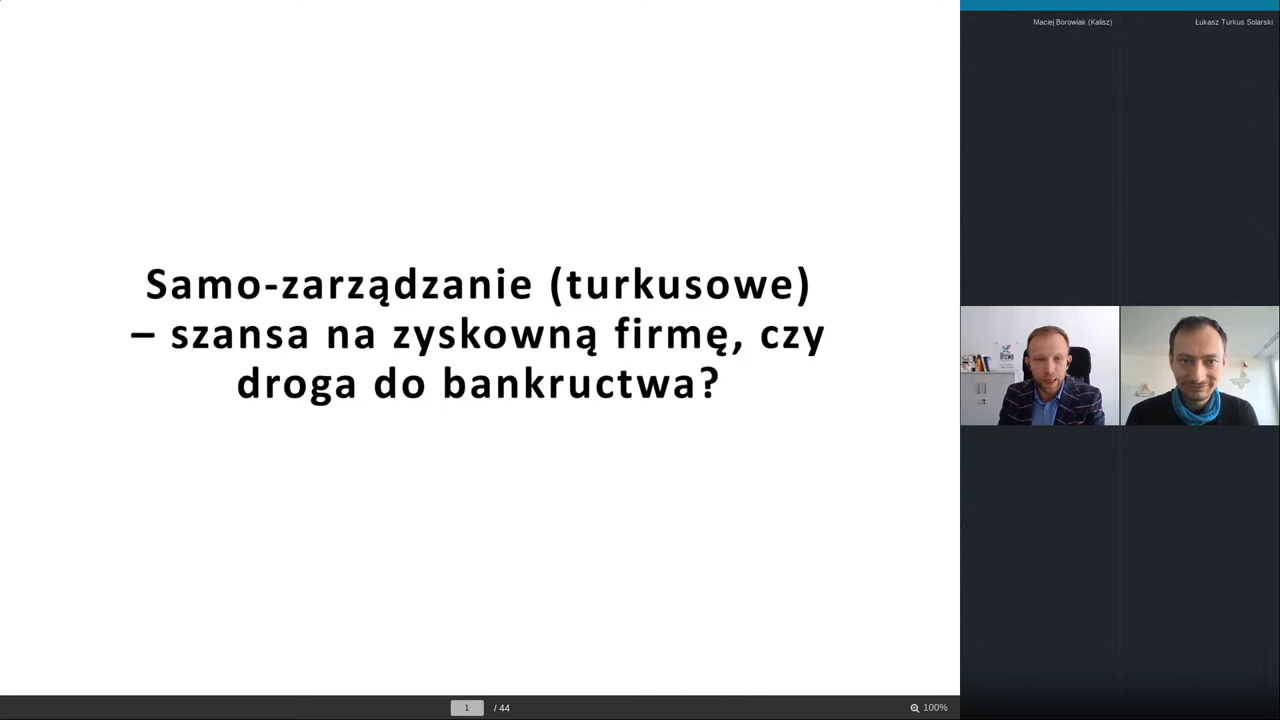 Maciej Borowiak (Kalisz)
Łukasz Turkus Solarski
Samo-zarządzanie (turkusowe)
– szansa na zyskowną firmę, czy
droga do bankructwa?
1 / 44
100%